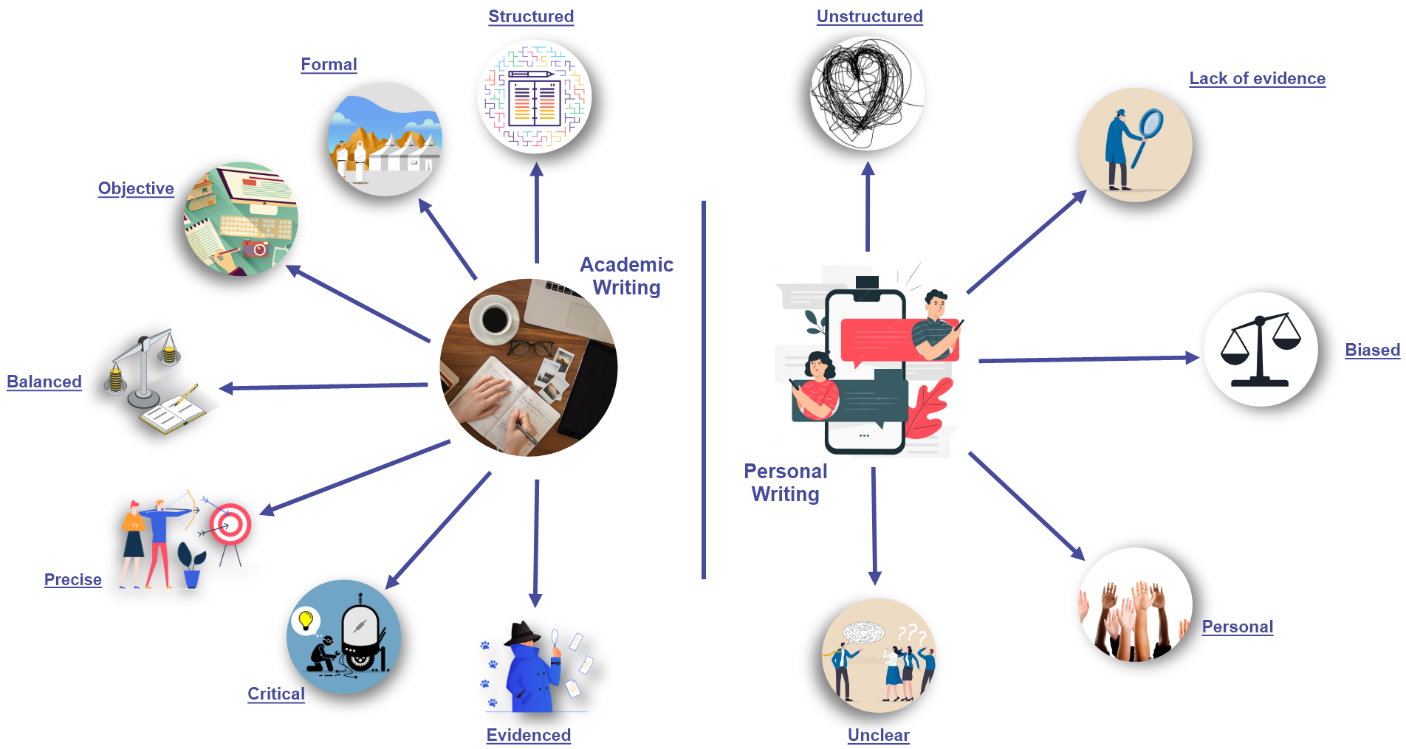 Structured
Unstructured
Formal
Lack of evidence
Objective
Academic
Writing
Balanced
Biased
Personal
Writing
Precise
Personal
Critical
Evidenced
Unclear